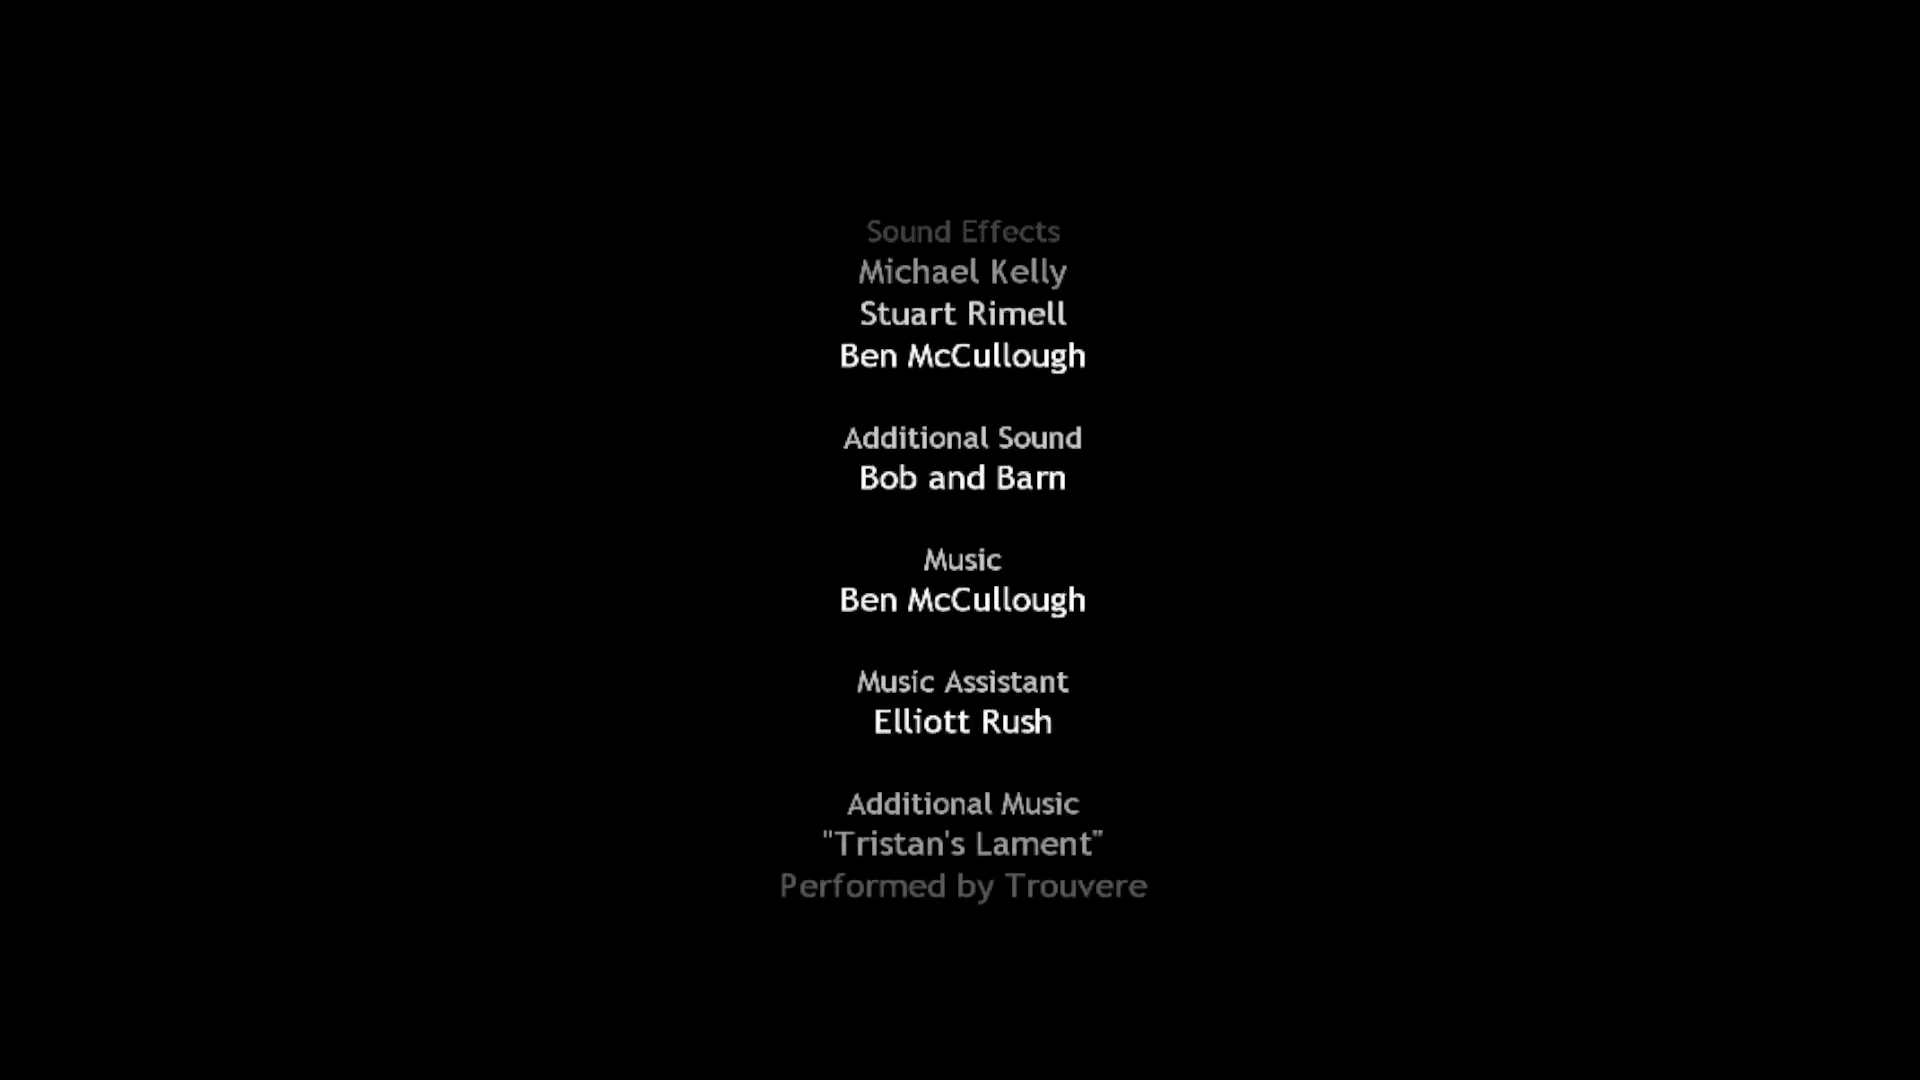 Sound Effects
Michael Kelly
Stuart Rimell
Ben McCullough
Additional Sound
Bob and Barn
Music
Ben McCullough
Music Assistant
Elliott Rush
Additional Music
"Tristan's Lament"
Performed by Trouvere